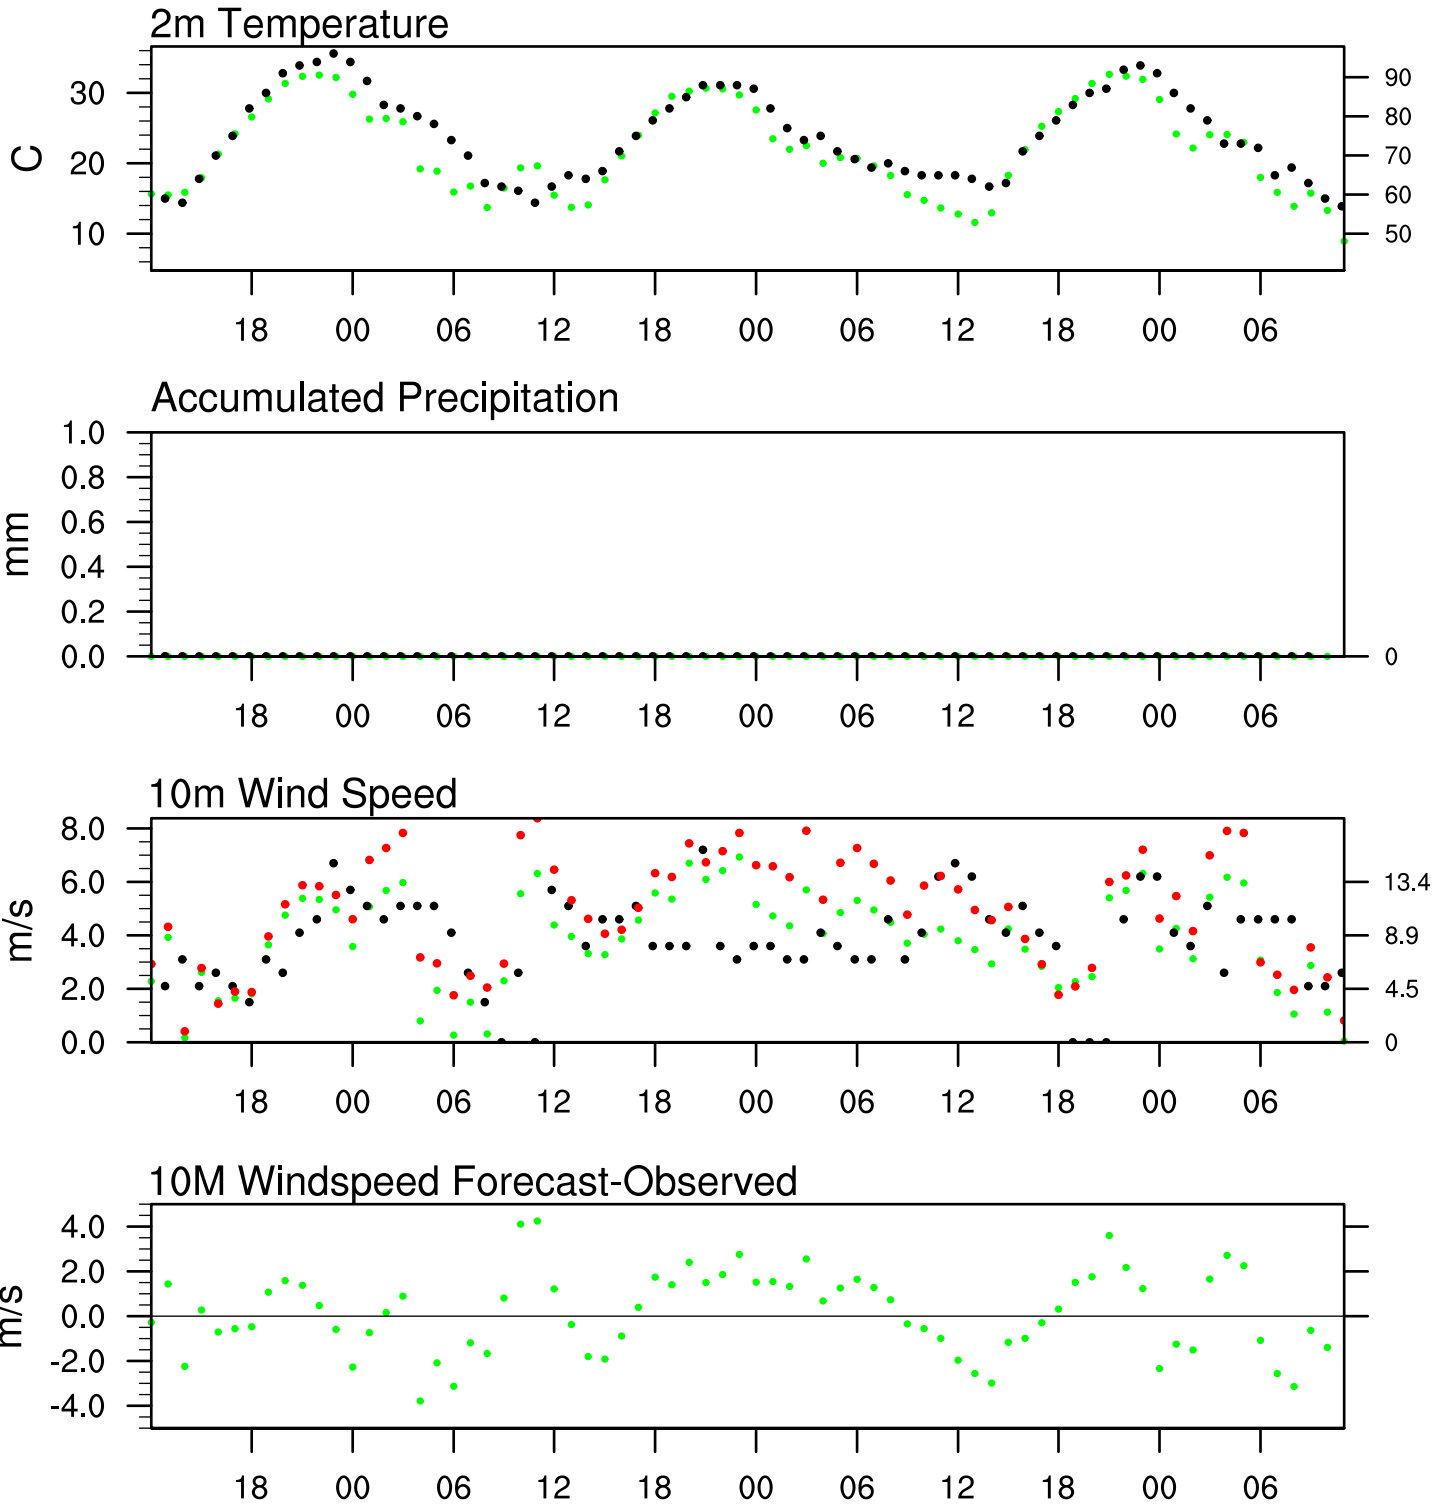 2m Temperature
C
30
20
10
90
80
70
60
50
18 00 06 12 18 00 06 12 18 00 06
Accumulated Precipitation
mm
1.0
0.8
0.6
0.4
0.2
0.0
0
18 00 06 12 18 00 06 12 18 00 06
10m Wind Speed
m/s
8.0
6.0
4.0
2.0
0.0
13.4
8.9
4.5
0
18 00 06 12 18 00 06 12 18 00 06
10M Windspeed Forecast-Observed
m/s
4.0
2.0
0.0
-2.0
-4.0
18 00 06 12 18 00 06 12 18 00 06